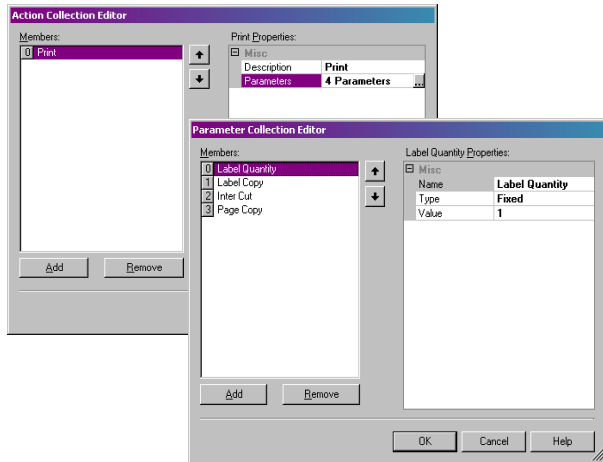 Action Collection Editor
Members:
0 Print
Print Properties:
Misc
Description Print
Parameters 4 Parameters ...
Add Remove
Parameter Collection Editor
Members:
0 Label Quantity
1 Label Copy
2 Inter Cut
3 Page Copy
Label Quantity Properties:
Misc
Name Label Quantity
Type Fixed
Value 1
Add Remove
OK Cancel Help